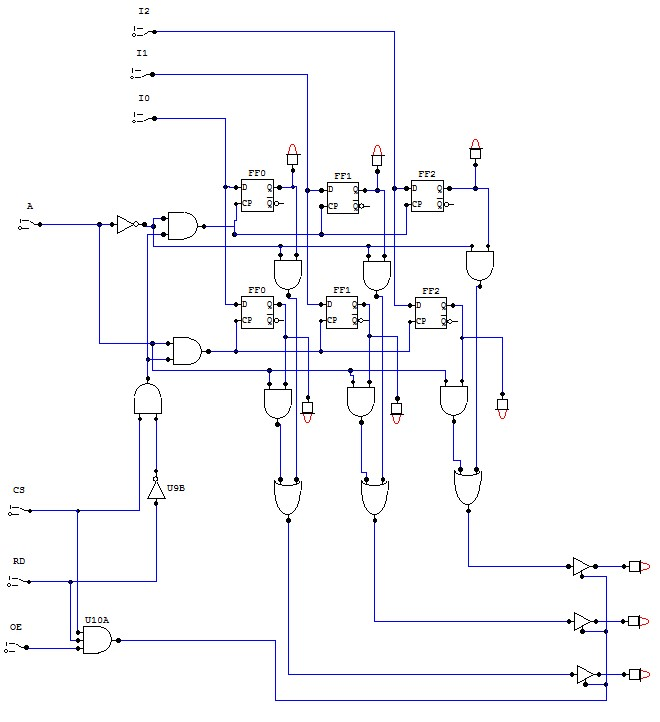 I2
I1
I0
FF0
FF1
FF2
D Q
CP Q
D Q
CP Q
D Q
CP Q
A
FF0
FF1
FF2
D Q
CP Q
D Q
CP Q
D Q
CP Q
U9B
CS
RD
OE
U10A